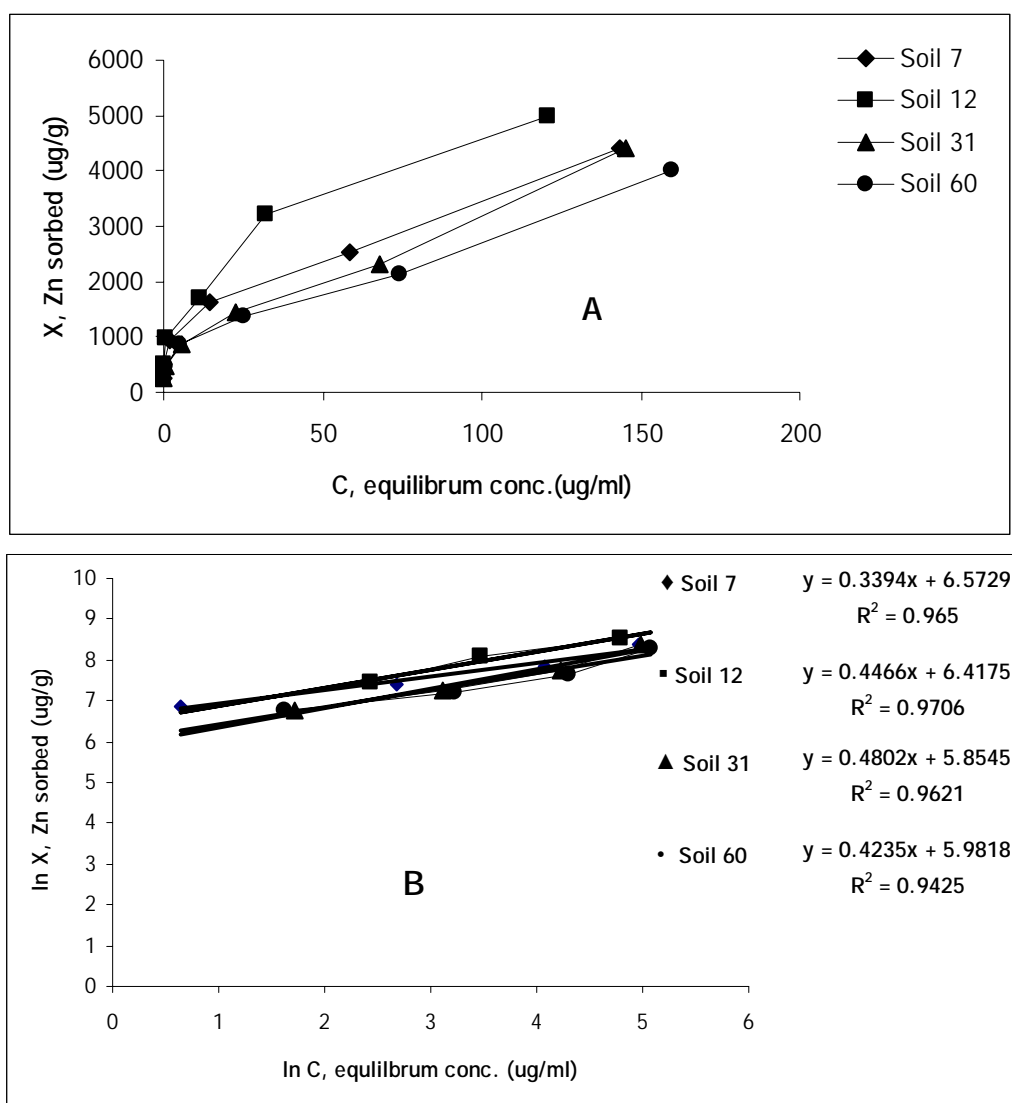 6000
5000
4000
3000
2000
1000
0
X, Zn sorbed (ug/g)
0 50 100 150 200
C, equilibrum conc.(ug/ml)
A
Soil 7
Soil 12
Soil 31
Soil 60
10
9
8
7
6
5
4
3
2
1
0
ln X, Zn sorbed (ug/g)
0 1 2 3 4 5 6
ln C, equlilbrum conc. (ug/ml)
B
Soil 7 y = 0.3394x + 6.5729
R² = 0.965
Soil 12 y = 0.4466x + 6.4175
R² = 0.9706
Soil 31 y = 0.4802x + 5.8545
R² = 0.9621
Soil 60 y = 0.4235x + 5.9818
R² = 0.9425